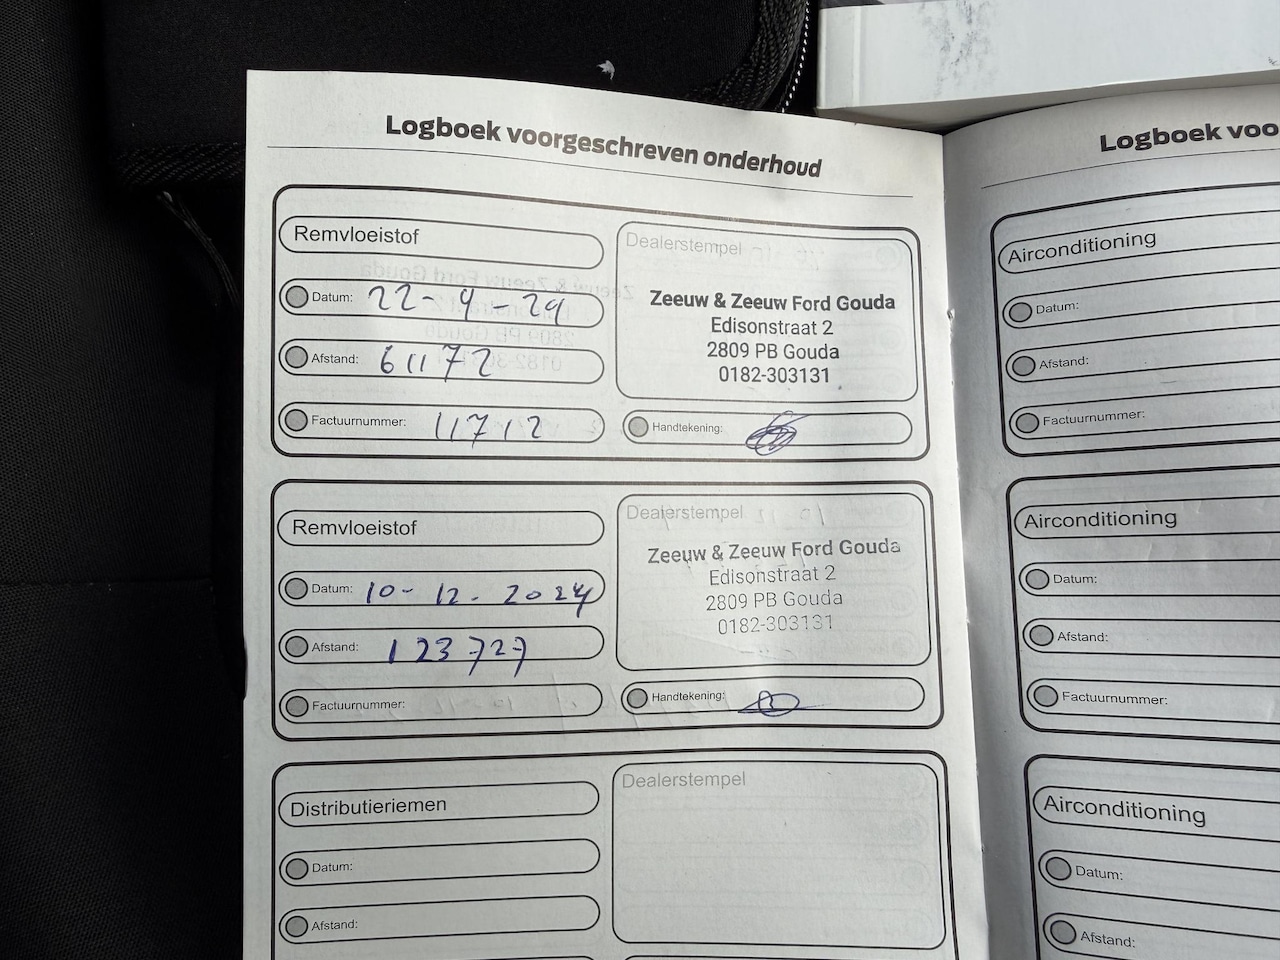 Logboek voorgeschreven onderhoud
Remvloeistof
Datum: 22-4-24
Afstand: 61172
Factuurnummer: 11712
Dealerstempel
Zeeuw & Zeeuw Ford Gouda
Edisonstraat 2
2809 PB Gouda
0182-303131
Handtekening:
Remvloeistof
Datum: 10-12-2024
Afstand: 123727
Factuurnummer:
Dealerstempel
Zeeuw & Zeeuw Ford Gouda
Edisonstraat 2
2809 PB Gouda
0182-303131
Handtekening:
Distributieriemen
Datum:
Afstand:
Dealerstempel
Logboek voo
Airconditioning
Datum:
Afstand:
Factuurnummer:
Airconditioning
Datum:
Afstand:
Factuurnummer:
Airconditioning
Datum:
Afstand: